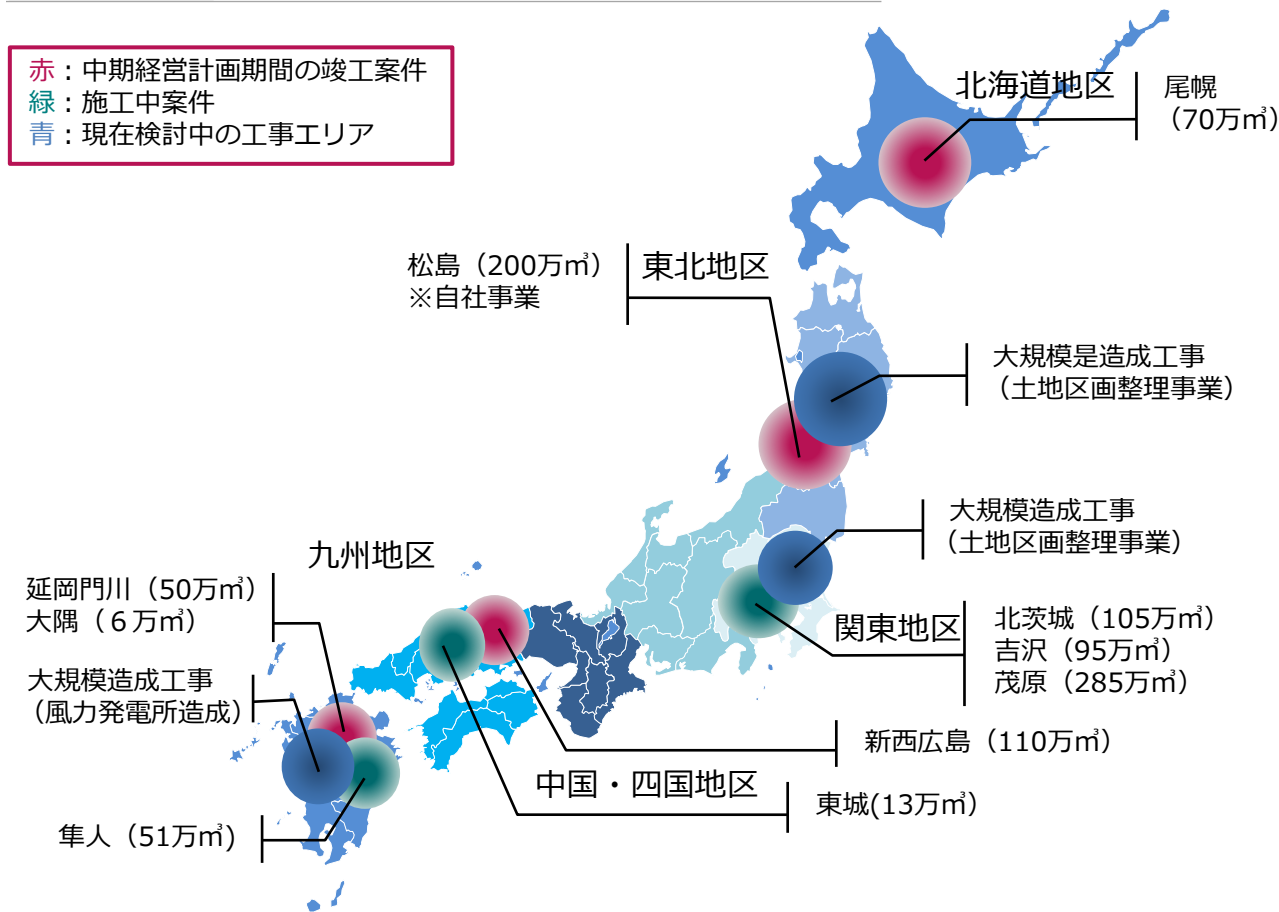 赤：中期経営計画期間の竣工案件
緑：施工中案件
青：現在検討中の工事エリア
北海道地区
尾幌
（70万㎥）
松島（200万㎥）
※自社事業
東北地区
大規模是造成工事
（土地区画整理事業）
大規模造成工事
（土地区画整理事業）
九州地区
延岡門川（50万㎥）
大隅（６万㎥）
大規模造成工事
（風力発電所造成）
隼人（51万㎥)
関東地区
北茨城（105万㎥）
吉沢（95万㎥）
茂原（285万㎥）
新西広島（110万㎥）
中国・四国地区
東城(13万㎥）